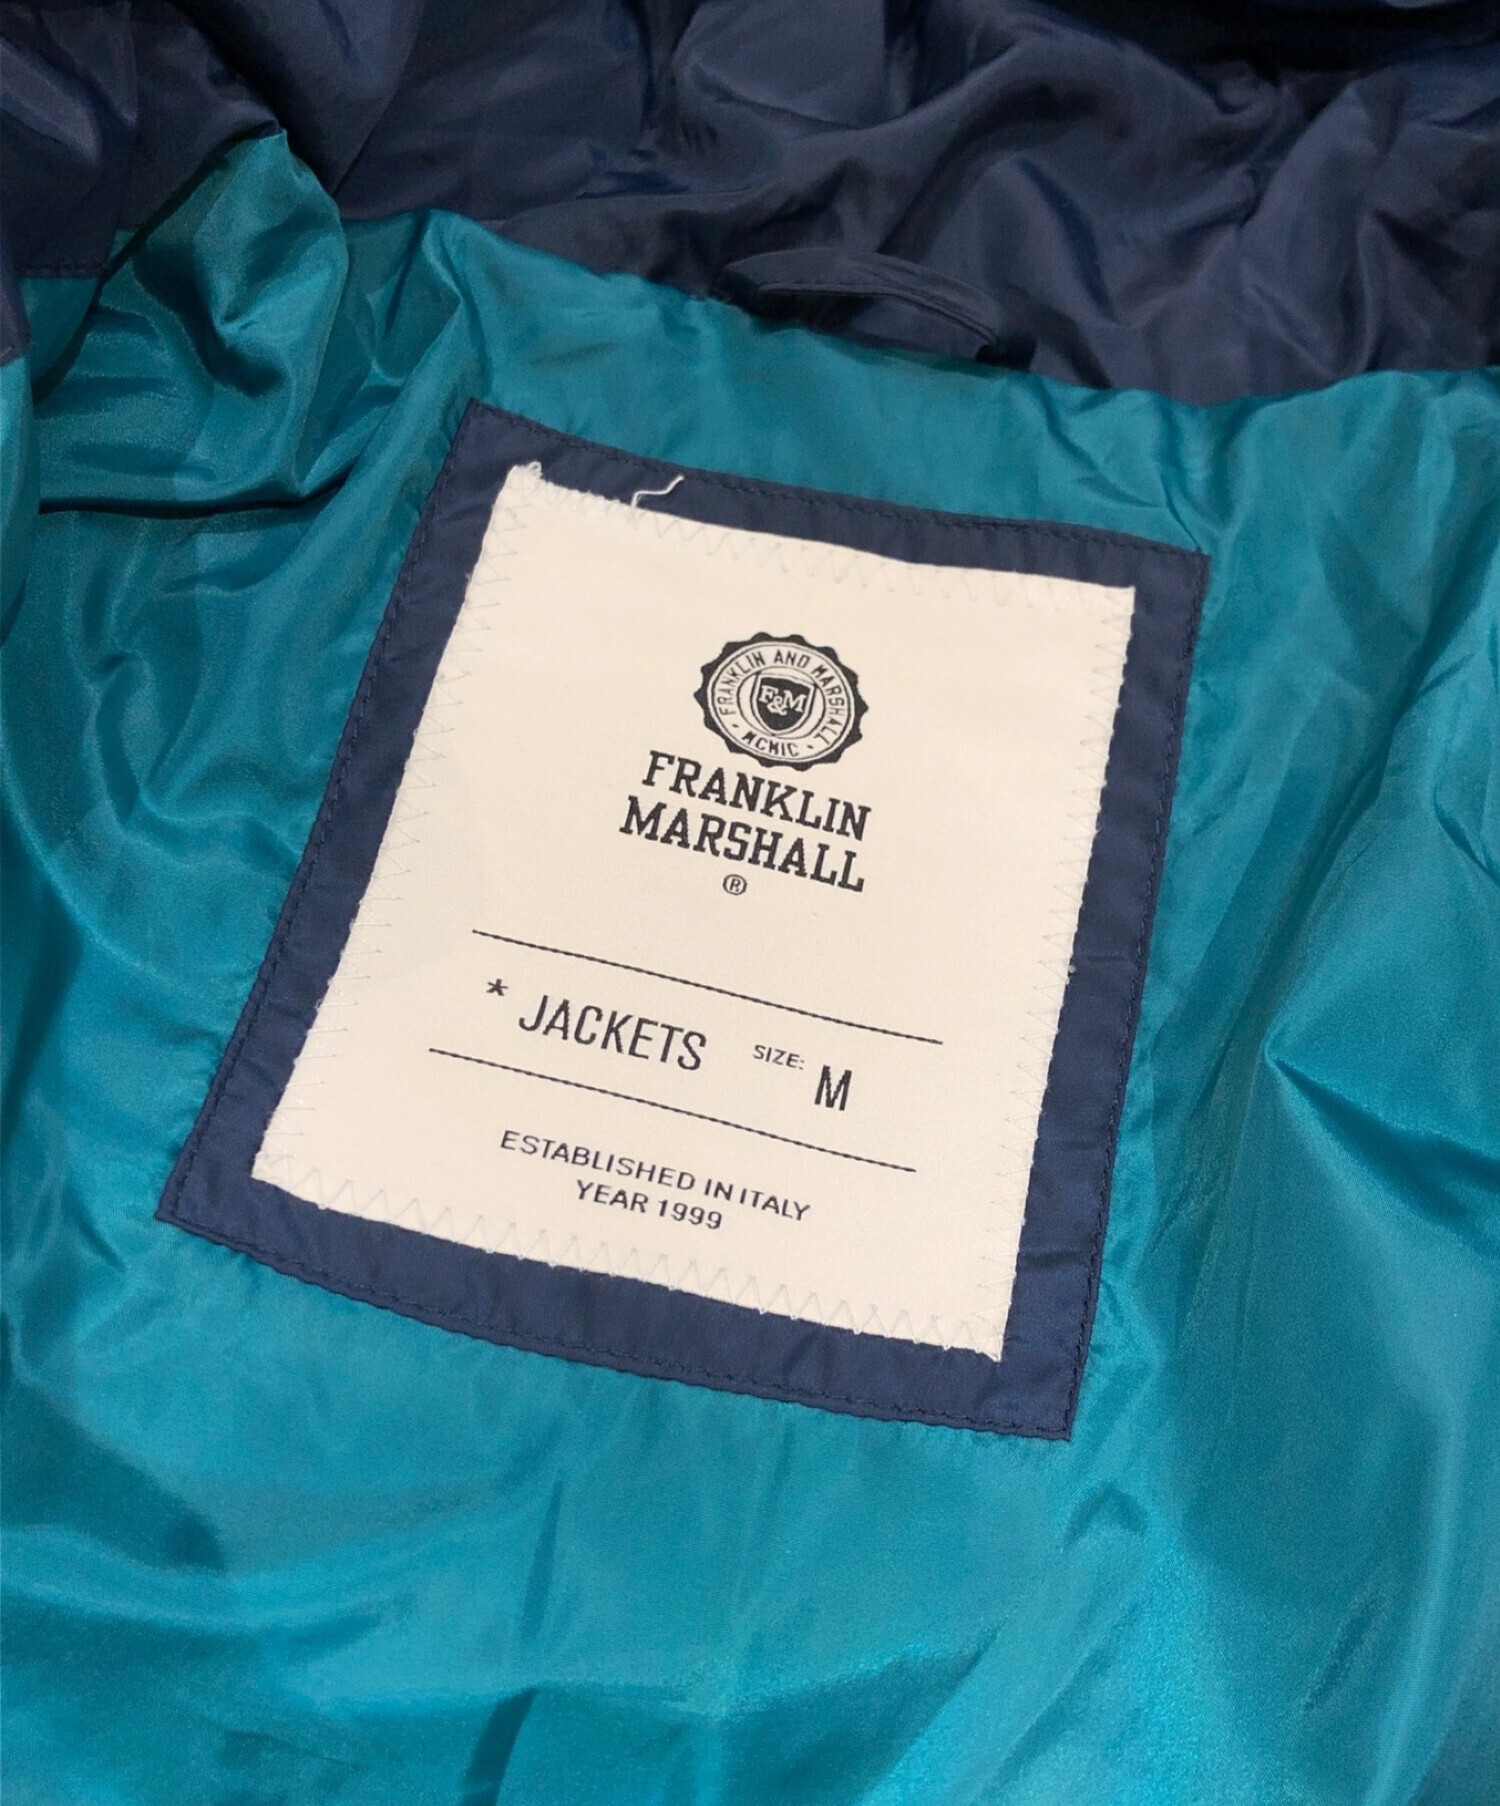 FRANKLIN AND MARSHALL
F&M
• MCMIC •
FRANKLIN
MARSHALL
®
* JACKETS SIZE: M
ESTABLISHED IN ITALY
YEAR 1999